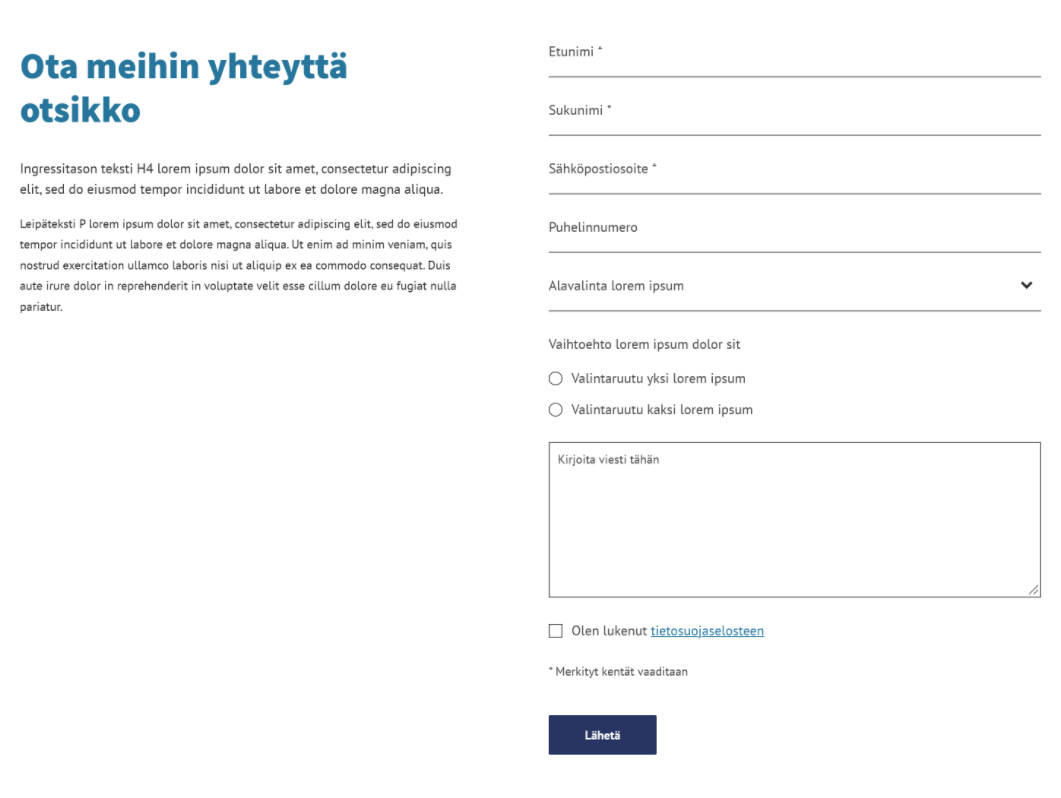 Ota meihin yhteyttä
otsikko
Ingressitason teksti H4 lorem ipsum dolor sit amet, consectetur adipiscing
elit, sed do eiusmod tempor incididunt ut labore et dolore magna aliqua.
Leipäteksti P lorem ipsum dolor sit amet, consectetur adipiscing elit, sed do eiusmod
tempor incididunt ut labore et dolore magna aliqua. Ut enim ad minim veniam, quis
nostrud exercitation ullamco laboris nisi ut aliquip ex ea commodo consequat. Duis
aute irure dolor in reprehenderit in voluptate velit esse cillum dolore eu fugiat nulla
pariatur.
Etunimi *
Sukunimi *
Sähköpostiosoite *
Puhelinnumero
Alavalinta lorem ipsum
Vaihtoehto lorem ipsum dolor sit
Valintaruutu yksi lorem ipsum
Valintaruutu kaksi lorem ipsum
Kirjoita viesti tähän
Olen lukenut tietosuojaselosteen
* Merkityt kentät vaaditaan
Lähetä